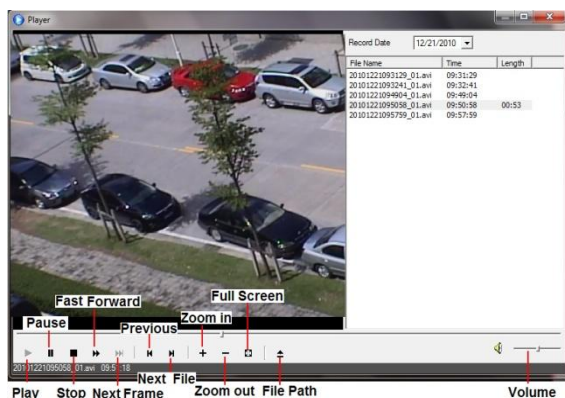 Player
Record Date 12/21/2010
File Name Time Length
20101221093129_01.avi 09:31:29
20101221093241_01.avi 09:32:41
20101221094904_01.avi 09:49:04
20101221095058_01.avi 09:50:58 00:53
20101221095759_01.avi 09:57:59
Full Screen
Fast Forward
Zoom in
Pause
Previous
20101221095058_01.avi 09:51:18
Next File
Play Stop Next Frame Zoom out File Path Volume